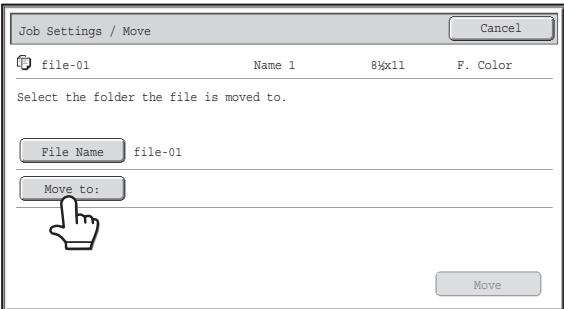 Job Settings / Move Cancel
file-01 Name 1 8½x11 F. Color
Select the folder the file is moved to.
File Name file-01
Move to:
Move